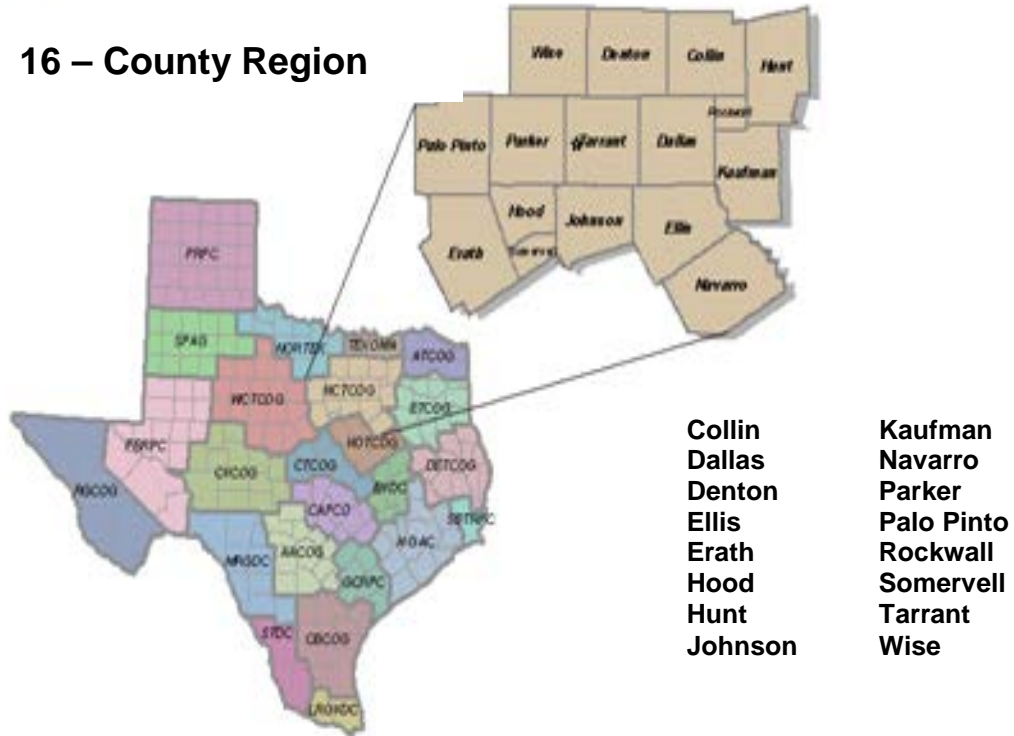 16 – County Region
Wise
Denton
Collin
Hunt
Rockwall
Palo Pinto
Parker
Tarrant
Dallas
Kaufman
Hood
Johnson
Ellis
Erath
Somervell
Navarro
PRPC
SPAG
NORTEX
TEXOMA
ATCOG
WCTCOG
NCTCOG
ETCOG
PBRPC
HOTCOG
RGCOG
CVCOG
CTCOG
DETCOG
BVDC
CAPCO
HGAC
AACOG
MRGDC
GCRPC
STDC
CBCOG
LRGVDC
Collin Kaufman
Dallas Navarro
Denton Parker
Ellis Palo Pinto
Erath Rockwall
Hood Somervell
Hunt Tarrant
Johnson Wise